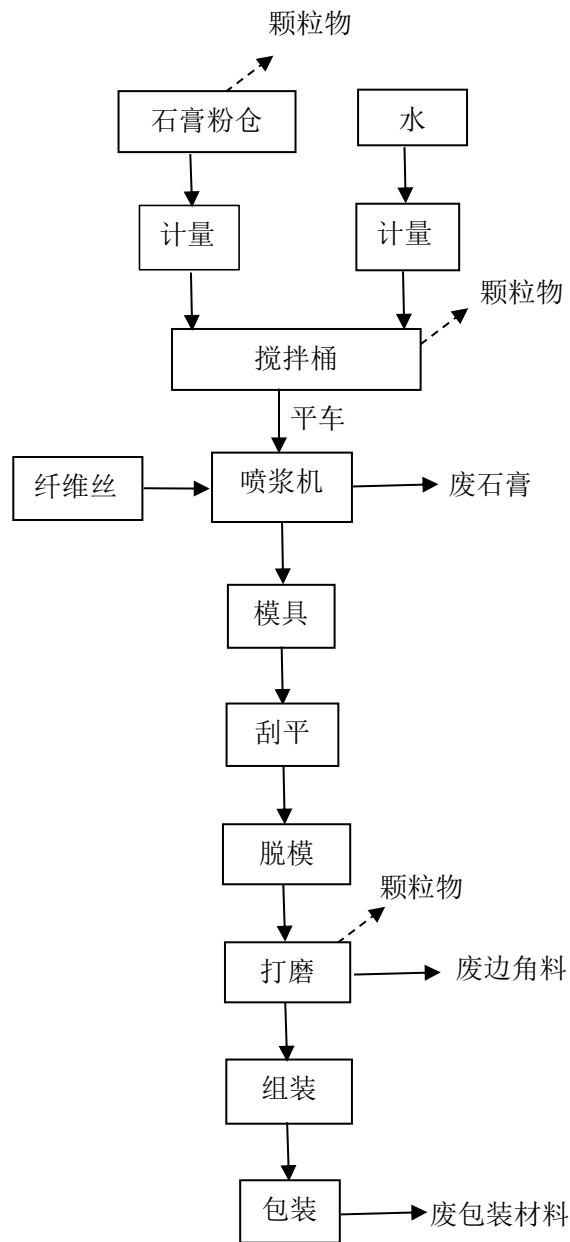 颗粒物
石膏粉仓
水
计量
计量
颗粒物
搅拌桶
平车
纤维丝
喷浆机
废石膏
模具
刮平
脱模
颗粒物
打磨
废边角料
组装
包装
废包装材料